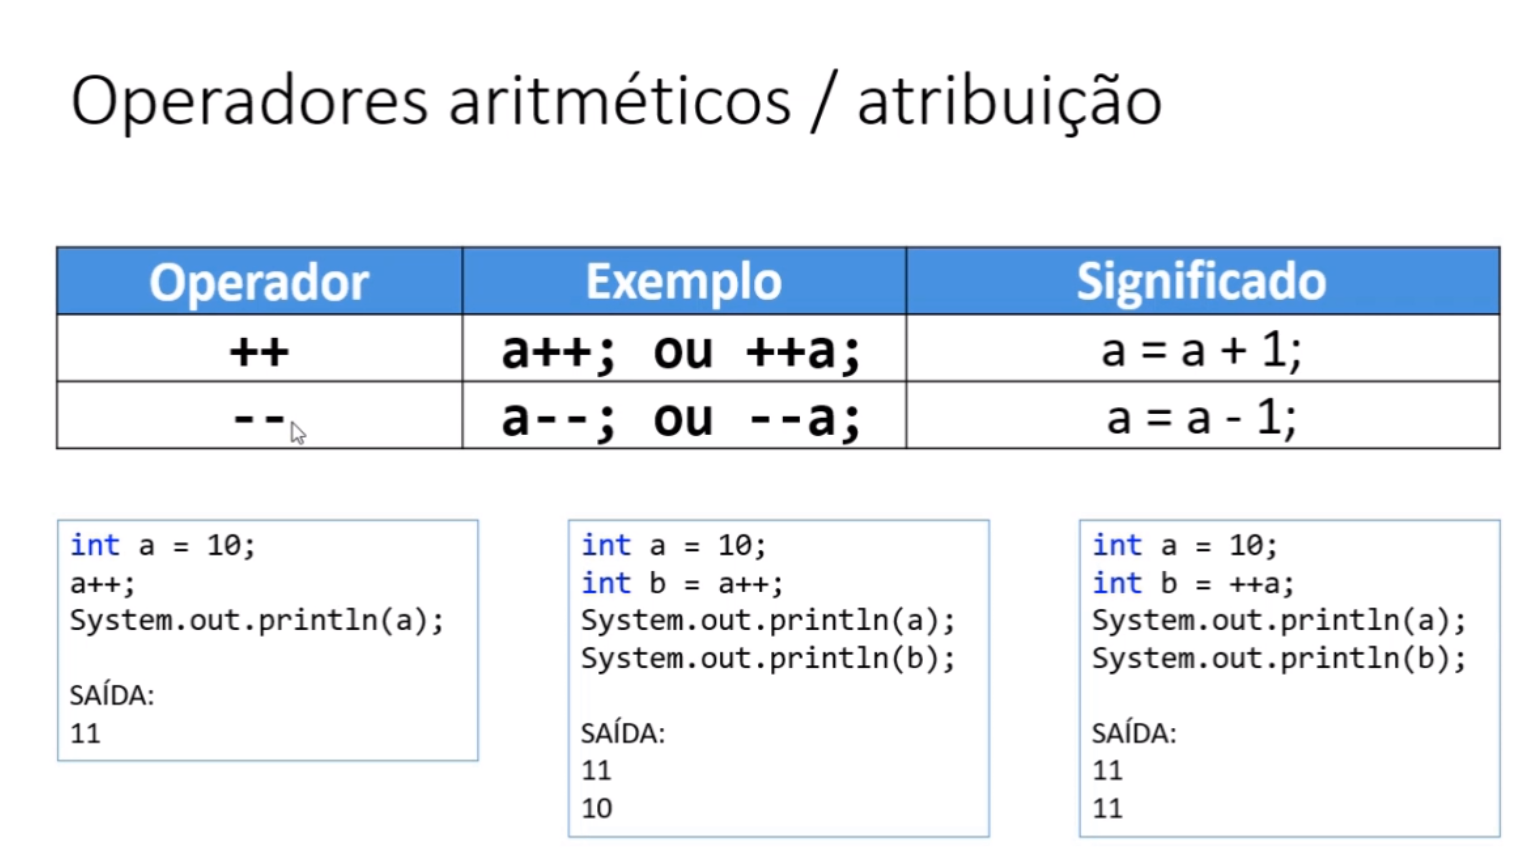 Operadores aritméticos / atribuição
Operador Exemplo Significado
++ a++; ou ++a; a = a + 1;
-- a--; ou --a; a = a - 1;
int a = 10;
a++;
System.out.println(a);
SAÍDA:
11
int a = 10;
int b = a++;
System.out.println(a);
System.out.println(b);
SAÍDA:
11
10
int a = 10;
int b = ++a;
System.out.println(a);
System.out.println(b);
SAÍDA:
11
11